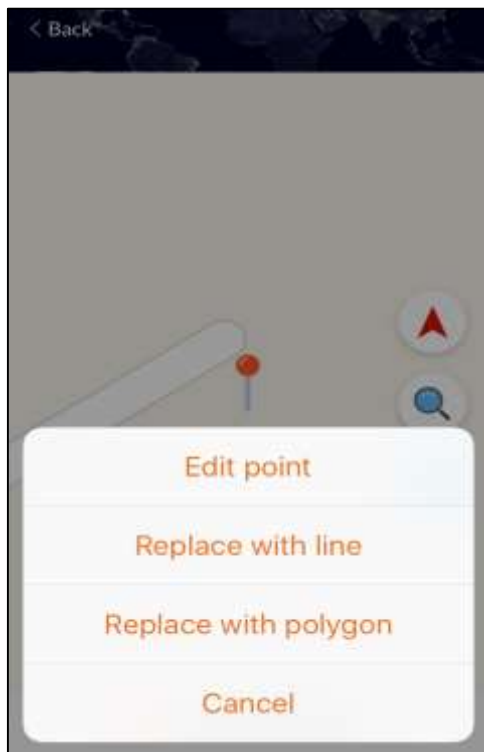 < Back
Edit point
Replace with line
Replace with polygon
Cancel